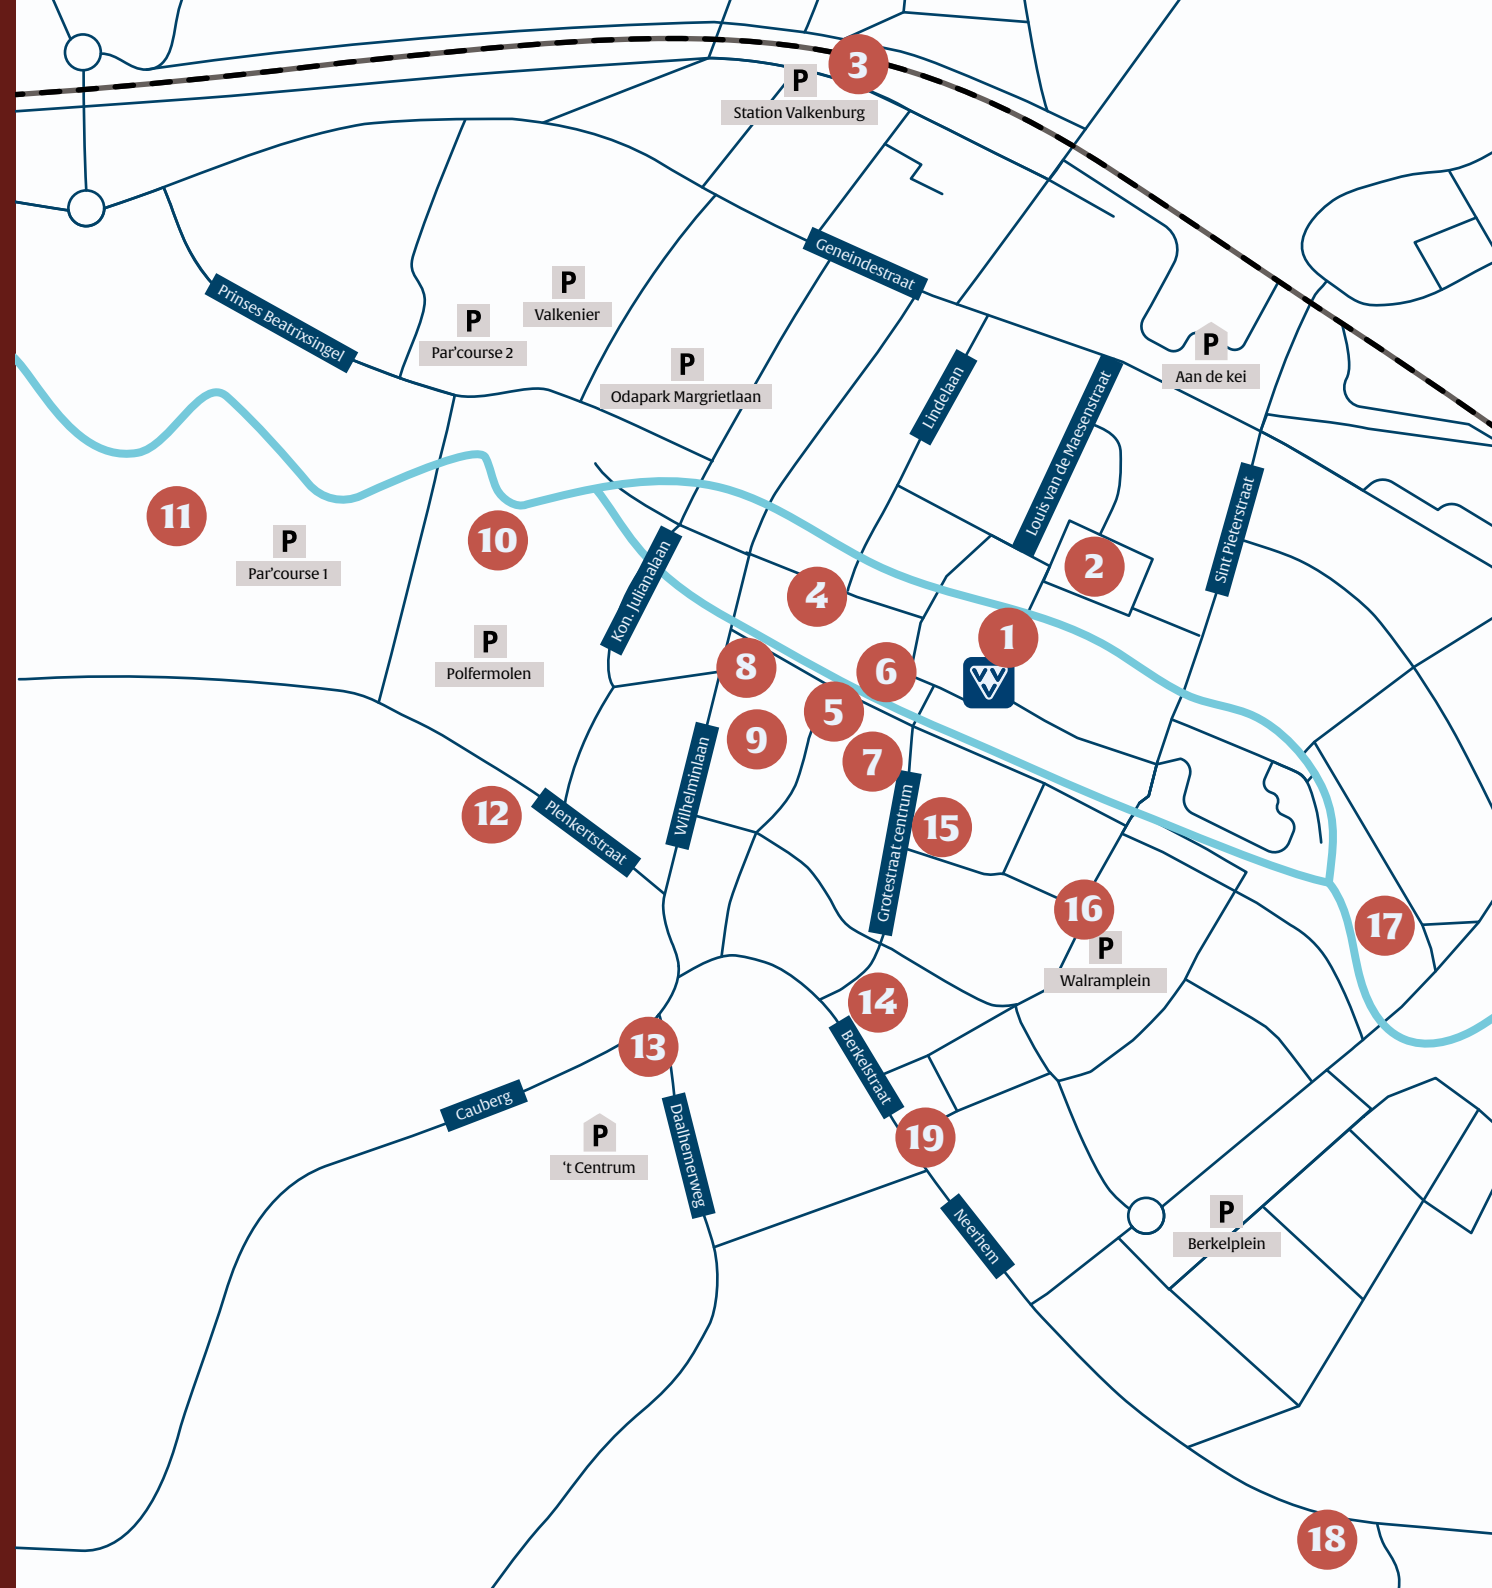 3
P
Station Valkenburg
Geneindestraat
P
Valkenier
Prinses Beatrixsingel
P
Par'course 2
P
Aan de kei
P
Odapark Margrietlaan
Lindelaan
Louis van de Maesenstraat
Sint Pieterstraat
11
P
Par'course 1
10
2
Kon. Julianalaan
4
1
P
Polfermolen
8
6
VVV
5
9
7
Wilhelminalaan
12
Plenkertstraat
Grotestraat centrum
15
16
17
P
Walramplein
14
13
Berkelstraat
Cauberg
Daalhemerweg
P
't Centrum
19
Neerhem
P
Berkelplein
18